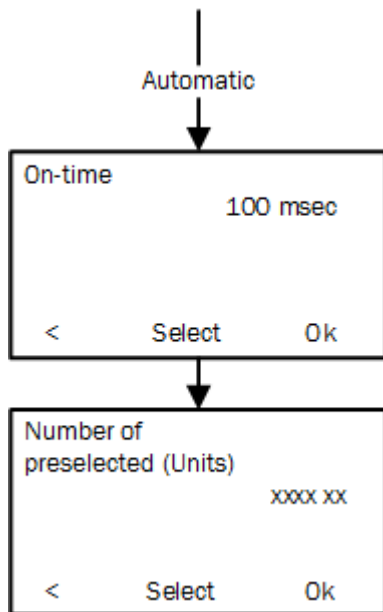 Automatic
On-time
100 msec
< Select Ok
Number of
preselected (Units)
xxxx xx
< Select Ok